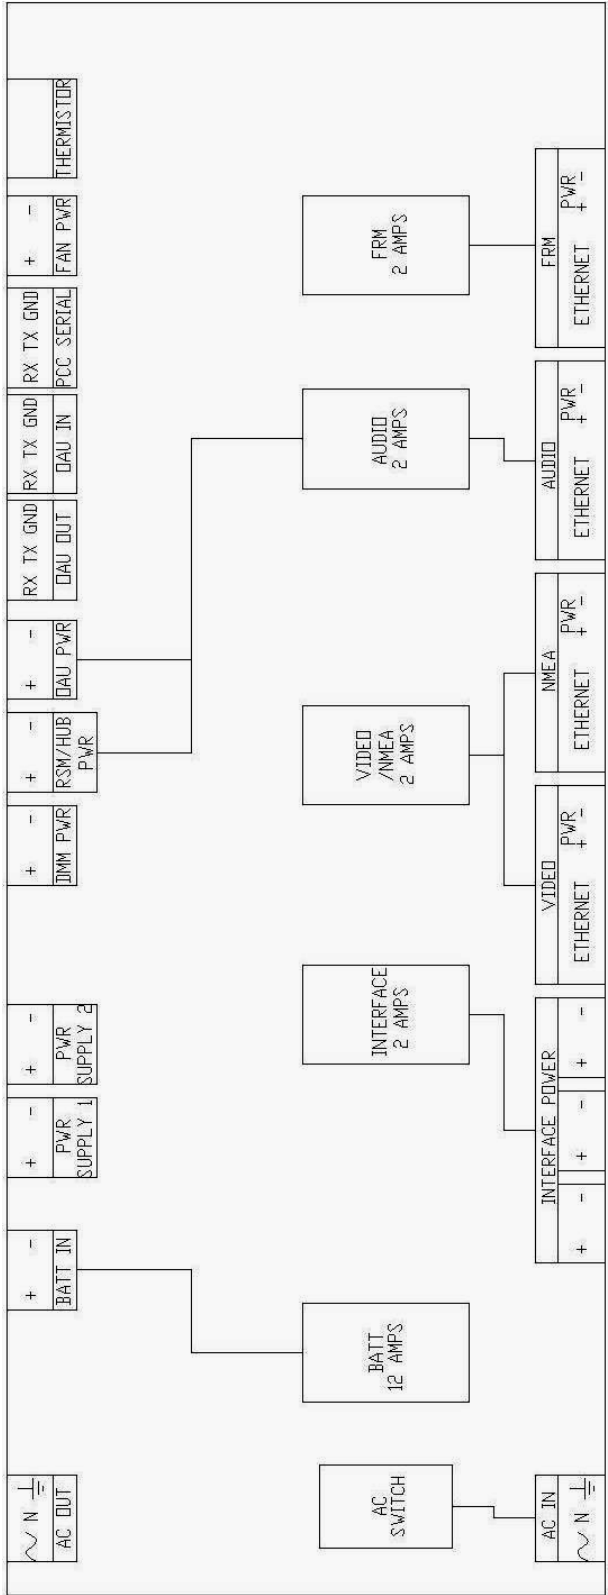 N
AC OUT
+ -
BATT IN
+ -
PWR
SUPPLY 1
+ -
PWR
SUPPLY 2
+ -
DMM PWR
+ -
RSM/HUB
PWR
+ -
OAU PWR
RX TX GND
OAU OUT
RX TX GND
OAU IN
RX TX GND
PCC SERIAL
+ -
FAN PWR
THERMISTOR
AC
SWITCH
BATT
12 AMPS
INTERFACE
2 AMPS
VIDEO
/NMEA
2 AMPS
AUDIO
2 AMPS
FRM
2 AMPS
AC IN
N
INTERFACE POWER
+ - + - + -
VIDEO
ETHERNET PWR
+ -
NMEA
ETHERNET PWR
+ -
AUDIO
ETHERNET PWR
+ -
FRM
ETHERNET PWR
+ -